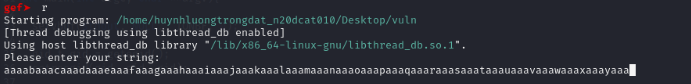 gef➤  r
Starting program: /home/huynhluongtrongdat_n20dcat010/Desktop/vuln
[Thread debugging using libthread_db enabled]
Using host libthread_db library "/lib/x86_64-linux-gnu/libthread_db.so.1".
Please enter your string:
aaaabaaacaaadaaaeaaafaaagaaahaaaiaaajaaakaaalaaamaaanaaaoaaapaaaqaaaraaasaaataaauaaavaaawaaaxaaayaaa